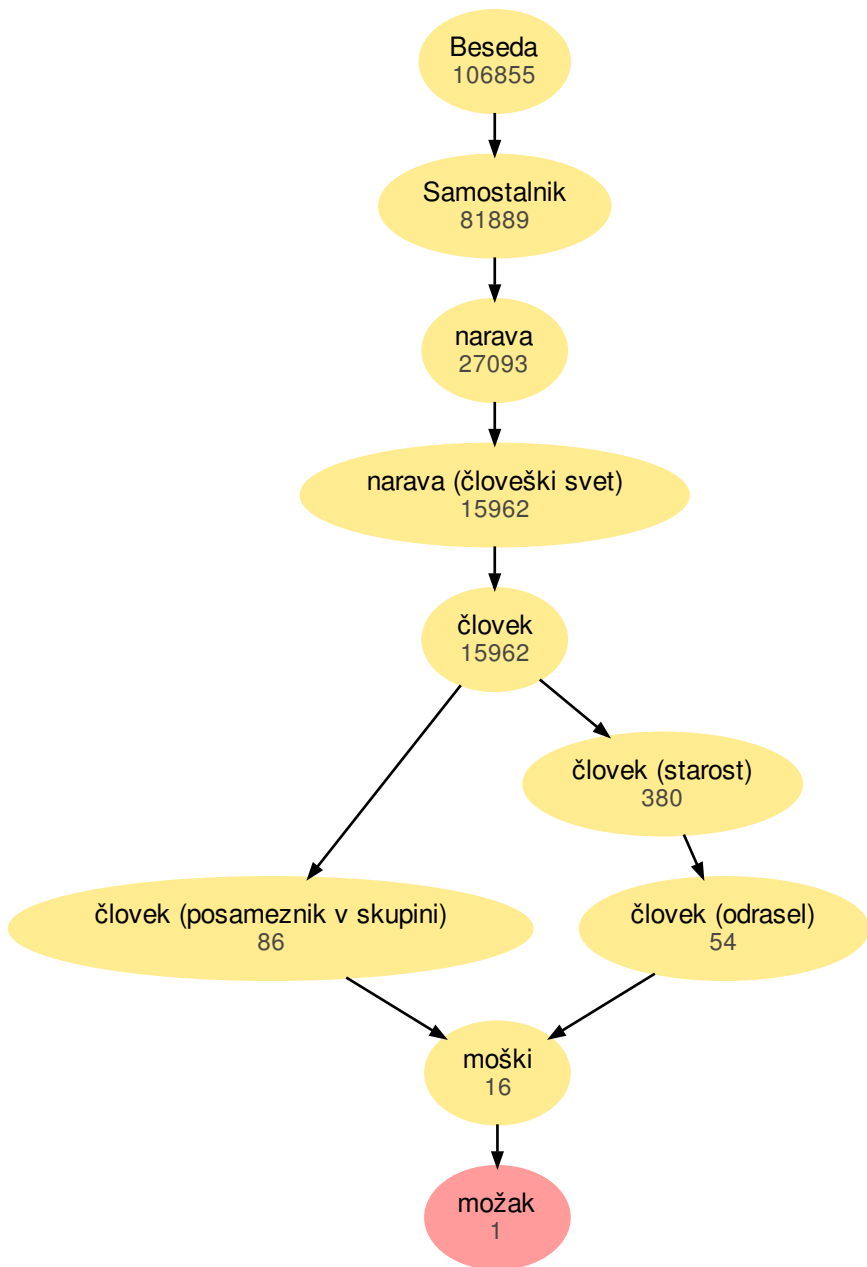 Beseda
106855
Samostalnik
81889
narava
27093
narava (človeški svet)
15962
človek
15962
človek (starost)
380
človek (posameznik v skupini)
86
človek (odrasel)
54
moški
16
možak
1